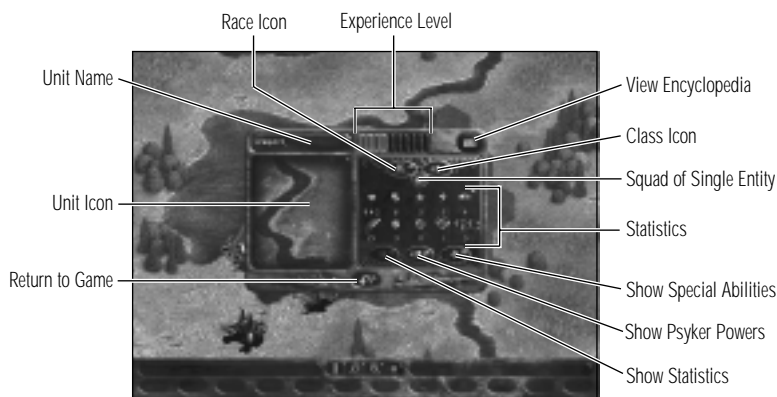 Race Icon
Experience Level
Unit Name
View Encyclopedia
Class Icon
Squad of Single Entity
Unit Icon
Statistics
Return to Game
Show Special Abilities
Show Psyker Powers
Show Statistics